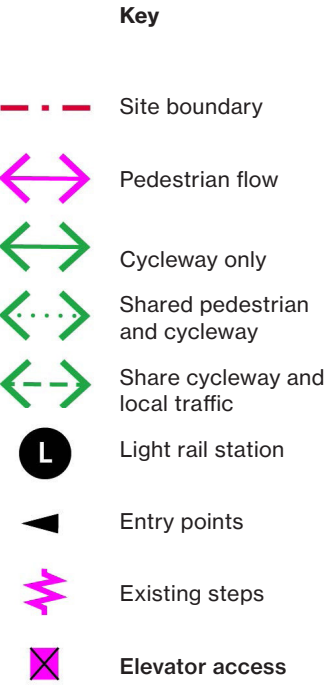 Key
Site boundary
Pedestrian flow
Cycleway only
Shared pedestrian
and cycleway
Share cycleway and
local traffic
L
Light rail station
Entry points
Existing steps
Elevator access